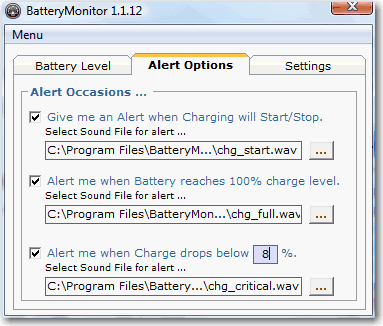 BatteryMonitor 1.1.12
Menu
Battery Level
Alert Options
Settings
Alert Occasions ...
Give me an Alert when Charging will Start/Stop.
Select Sound File for alert ...
C:\Program Files\BatteryM...\chg_start.wav ...
Alert me when Battery reaches 100% charge level.
Select Sound File for alert ...
C:\Program Files\BatteryMon...\chg_full.wav ...
Alert me when Charge drops below 8 %.
Select Sound File for alert ...
C:\Program Files\Battery...\chg_critical.wav ...